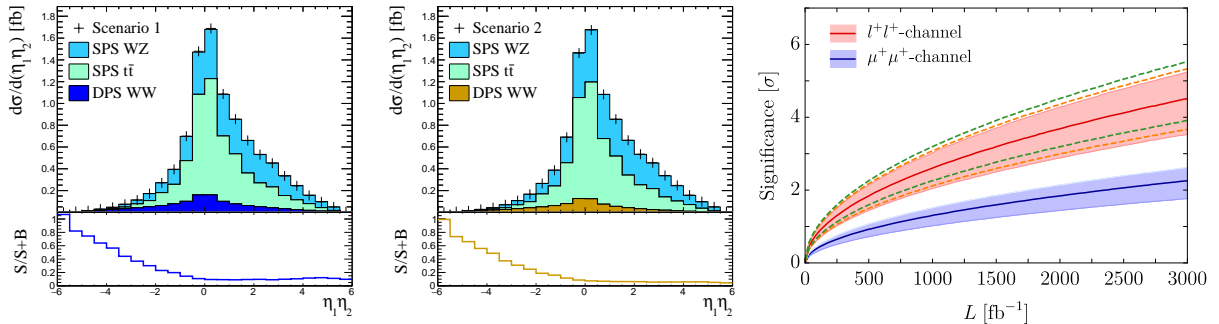 dσ/d(η₁η₂) [fb]
1.8
1.6
1.4
1.2
1.0
0.8
0.6
0.4
0.2
Scenario 1
SPS WZ
SPS tt̄
DPS WW
S/S+B
1
0.8
0.6
0.4
0.2
0
-6 -4 -2 0 2 4 6
η₁η₂
dσ/d(η₁η₂) [fb]
1.8
1.6
1.4
1.2
1.0
0.8
0.6
0.4
0.2
Scenario 2
SPS WZ
SPS tt̄
DPS WW
S/S+B
1
0.8
0.6
0.4
0.2
0
-6 -4 -2 0 2 4 6
η₁η₂
Significance [σ]
6
4
2
0
l⁺l⁺-channel
μ⁺μ⁺-channel
0 500 1000 1500 2000 2500 3000
L [fb⁻¹]